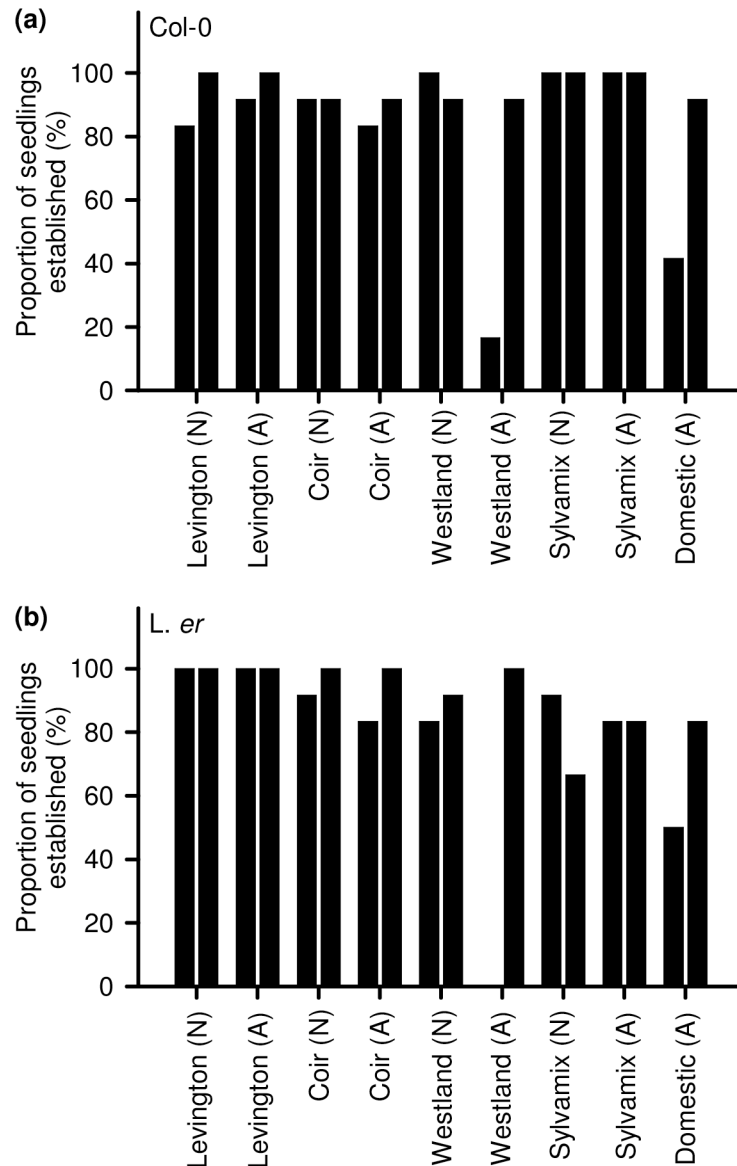 (a)
Col-0
Proportion of seedlings
established (%)
100
80
60
40
20
0
Levington (N)
Levington (A)
Coir (N)
Coir (A)
Westland (N)
Westland (A)
Sylvamix (N)
Sylvamix (A)
Domestic (A)
(b)
L. er
Proportion of seedlings
established (%)
100
80
60
40
20
0
Levington (N)
Levington (A)
Coir (N)
Coir (A)
Westland (N)
Westland (A)
Sylvamix (N)
Sylvamix (A)
Domestic (A)